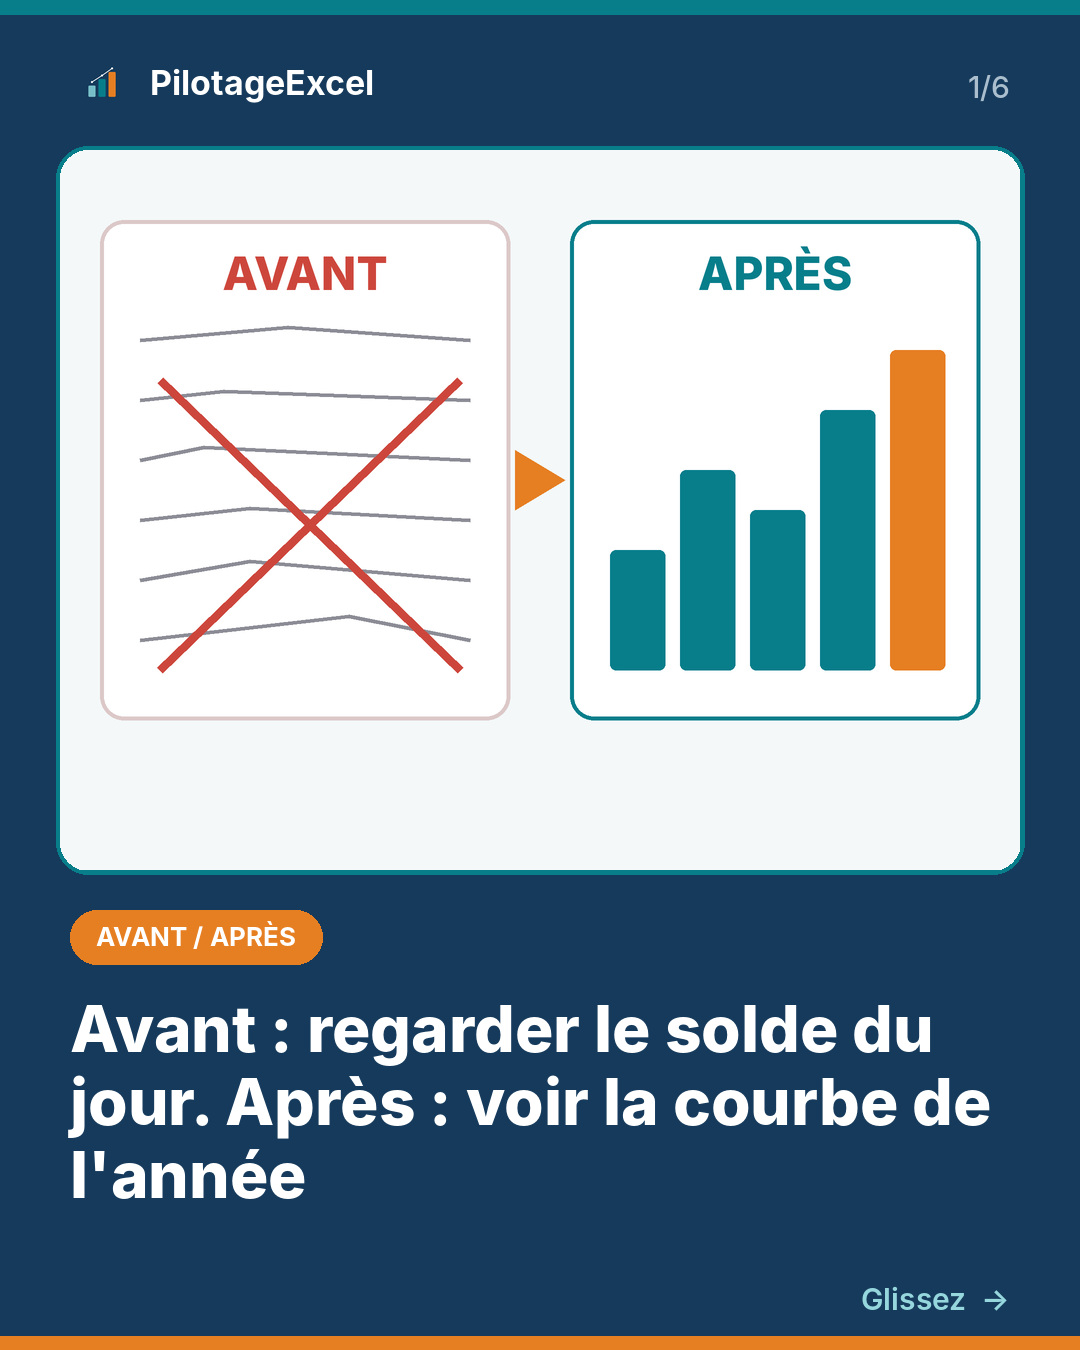 PilotageExcel
1/6
AVANT
APRÈS
AVANT / APRÈS
Avant : regarder le solde du
jour. Après : voir la courbe de
l'année
Glissez →